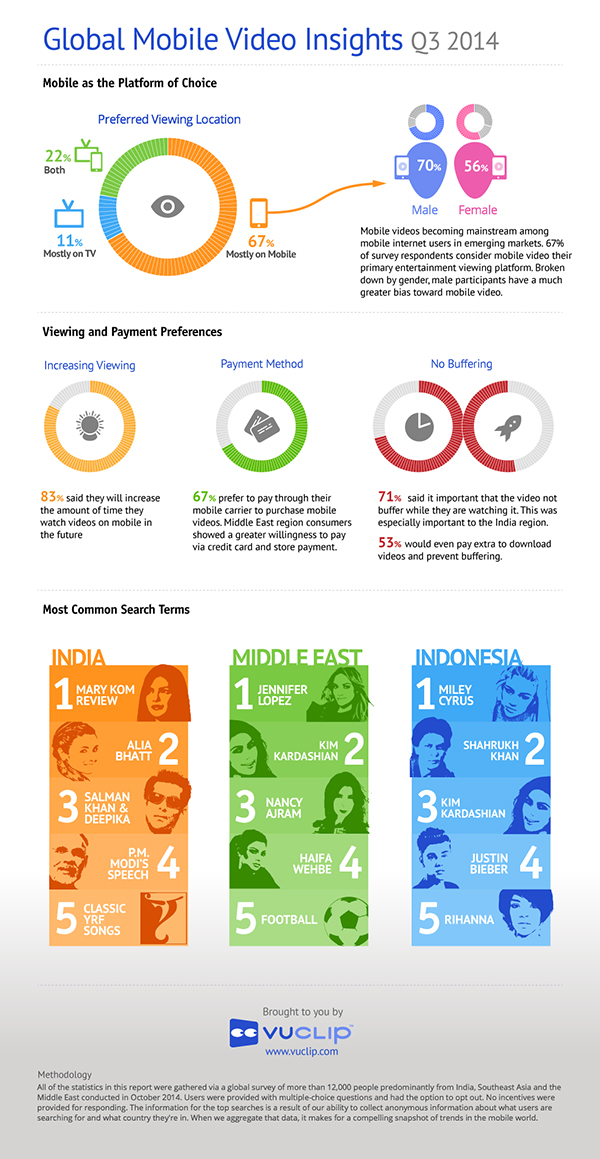 Global Mobile Video Insights Q3 2014
Mobile as the Platform of Choice
Preferred Viewing Location
22%
Both
11%
Mostly on TV
67%
Mostly on Mobile
70%
Male
56%
Female
Mobile videos becoming mainstream among
mobile internet users in emerging markets. 67%
of survey respondents consider mobile video their
primary entertainment viewing platform. Broken
down by gender, male participants have a much
greater bias toward mobile video.
Viewing and Payment Preferences
Increasing Viewing
83% said they will increase
the amount of time they
watch videos on mobile in
the future
Payment Method
67% prefer to pay through their
mobile carrier to purchase mobile
videos. Middle East region consumers
showed a greater willingness to pay
via credit card and store payment.
No Buffering
71% said it important that the video not
buffer while they are watching it. This was
especially important to the India region.
53% would even pay extra to download
videos and prevent buffering.
Most Common Search Terms
INDIA
1 MARY KOM
REVIEW
ALIA
BHATT 2
3 SALMAN
KHAN &
DEEPIKA
P.M.
MODI'S
SPEECH 4
5 CLASSIC
YRF
SONGS
MIDDLE EAST
1 JENNIFER
LOPEZ
KIM
KARDASHIAN 2
3 NANCY
AJRAM
HAIFA
WEHBE 4
5 FOOTBALL
INDONESIA
1 MILEY
CYRUS
SHAHRUKH
KHAN 2
3 KIM
KARDASHIAN
JUSTIN
BIEBER 4
5 RIHANNA
Brought to you by
VUCLIP™
www.vuclip.com
Methodology
All of the statistics in this report were gathered via a global survey of more than 12,000 people predominantly from India, Southeast Asia and the
Middle East conducted in October 2014. Users were provided with multiple-choice questions and had the option to opt out. No incentives were
provided for responding. The information for the top searches is a result of our ability to collect anonymous information about what users are
searching for and what country they're in. When we aggregate that data, it makes for a compelling snapshot of trends in the mobile world.